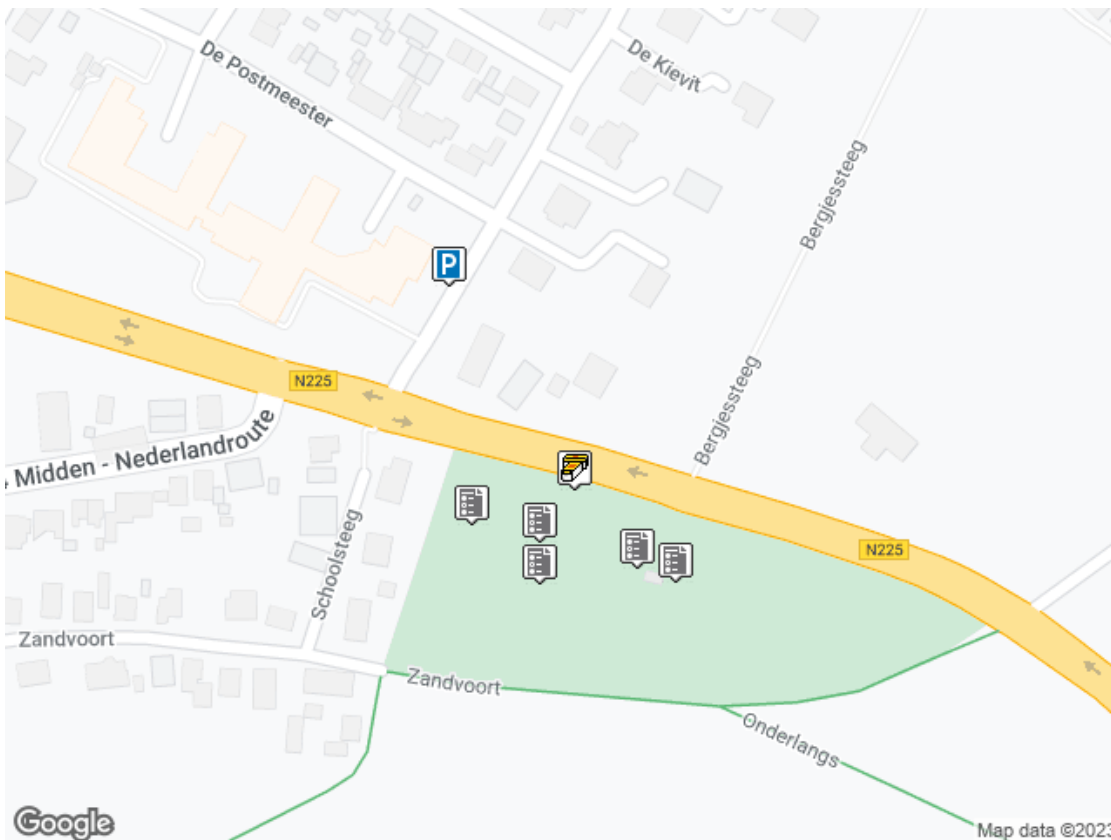 De Kievit
De Postmeester
Bergjessteeg
P
N225
Bergjessteeg
Midden - Nederlandroute
N225
Schoolsteeg
Zandvoort
Zandvoort
Onderlangs
Google
Map data ©2023